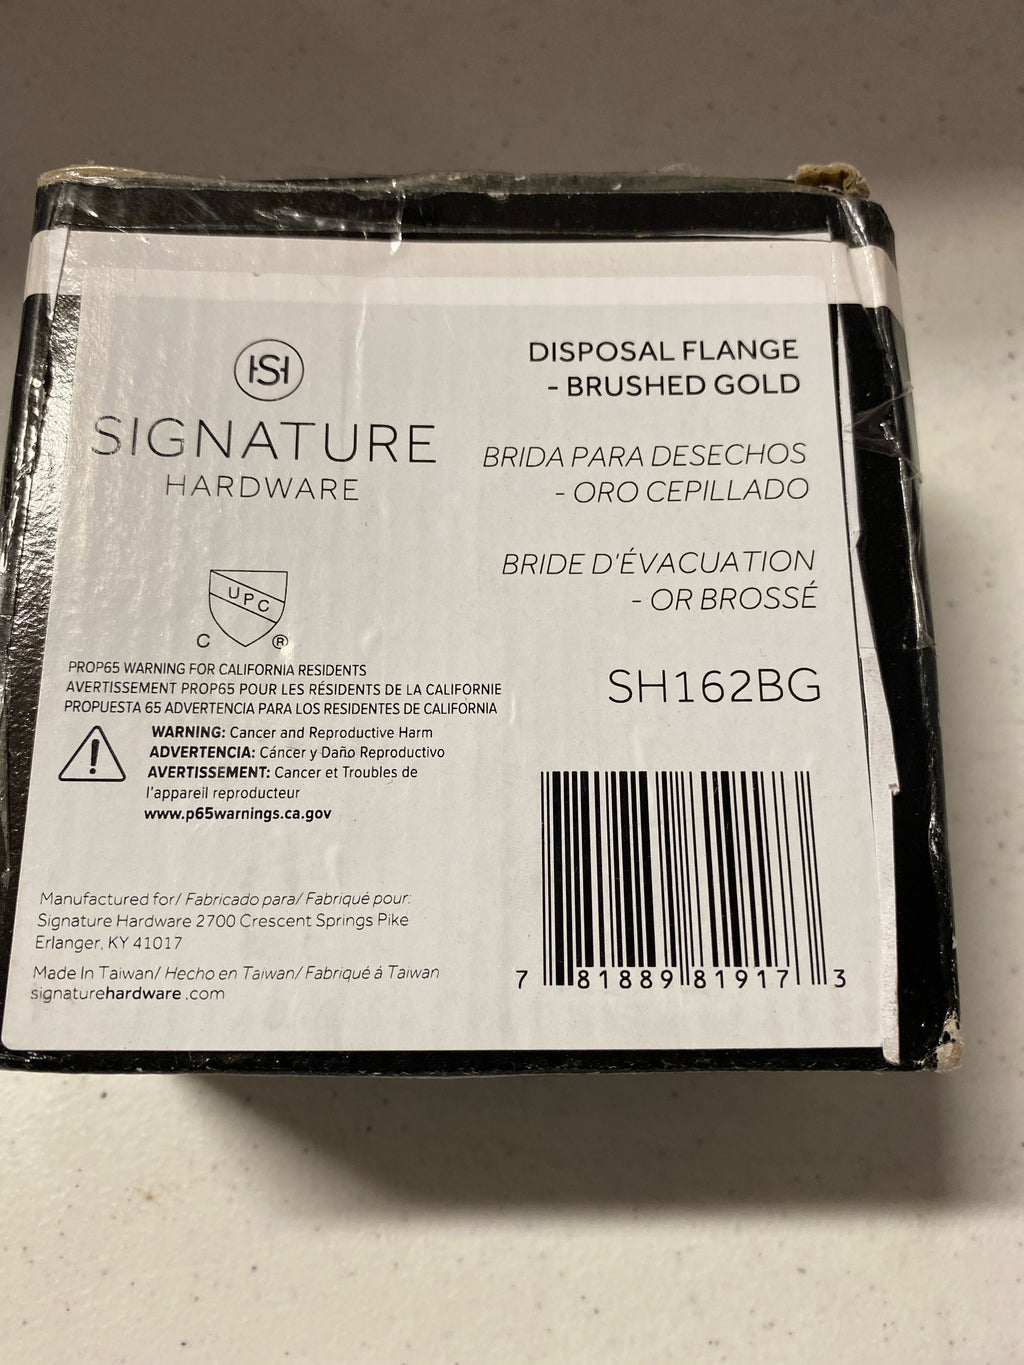 HSH
SIGNATURE
HARDWARE
DISPOSAL FLANGE
- BRUSHED GOLD
BRIDA PARA DESECHOS
- ORO CEPILLADO
BRIDE D'ÉVACUATION
- OR BROSSÉ
SH162BG
UPC
C ®
PROP65 WARNING FOR CALIFORNIA RESIDENTS
AVERTISSEMENT PROP65 POUR LES RÉSIDENTS DE LA CALIFORNIE
PROPUESTA 65 ADVERTENCIA PARA LOS RESIDENTES DE CALIFORNIA
WARNING: Cancer and Reproductive Harm
ADVERTENCIA: Cáncer y Daño Reproductivo
AVERTISSEMENT: Cancer et Troubles de
l'appareil reproducteur
www.p65warnings.ca.gov
Manufactured for/ Fabricado para/ Fabriqué pour:
Signature Hardware 2700 Crescent Springs Pike
Erlanger, KY 41017
Made In Taiwan/ Hecho en Taiwan/ Fabriqué á Taiwan
signaturehardware.com
7 81889 81917 3